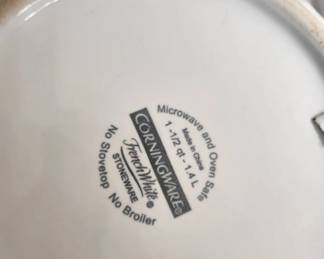 Microwave and Oven Safe
Made in China
1 -1/2 qt - 1.4 L
CORNINGWARE®
French White®
STONEWARE
No Stovetop No Broiler